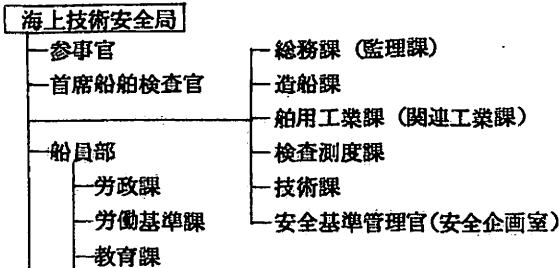 海上技術安全局
参事官
首席船舶検査官
船員部
労政課
労働基準課
教育課
総務課（監理課）
造船課
舶用工業課（関連工業課）
検査測度課
技術課
安全基準管理官（安全企画室）